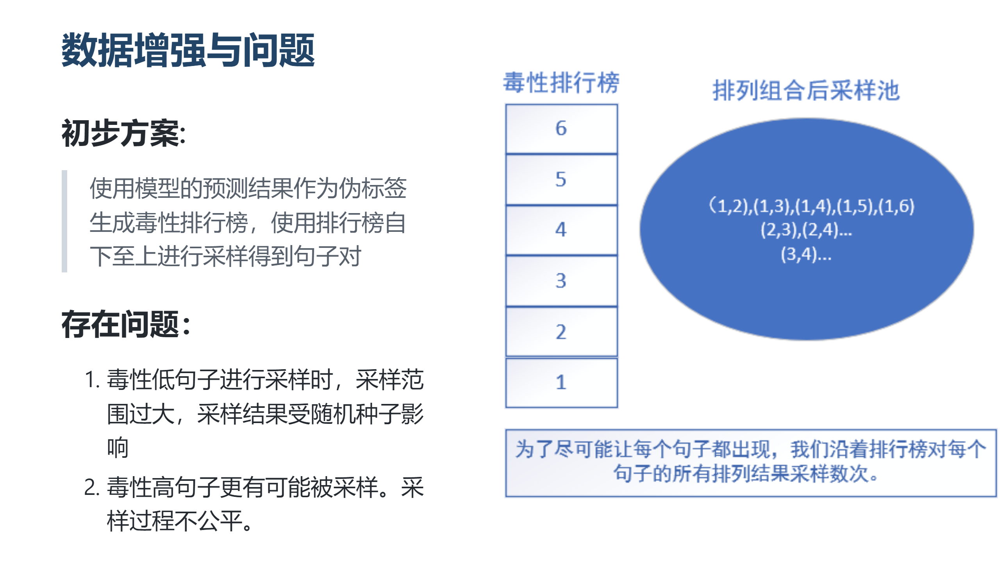 数据增强与问题
初步方案:
使用模型的预测结果作为伪标签
生成毒性排行榜，使用排行榜自
下至上进行采样得到句子对
存在问题：
1. 毒性低句子进行采样时，采样范
围过大，采样结果受随机种子影
响
2. 毒性高句子更有可能被采样。采
样过程不公平。
毒性排行榜
6
5
4
3
2
1
排列组合后采样池
（1,2),(1,3),(1,4),(1,5),(1,6)
(2,3),(2,4)...
(3,4)...
为了尽可能让每个句子都出现，我们沿着排行榜对每个
句子的所有排列结果采样数次。